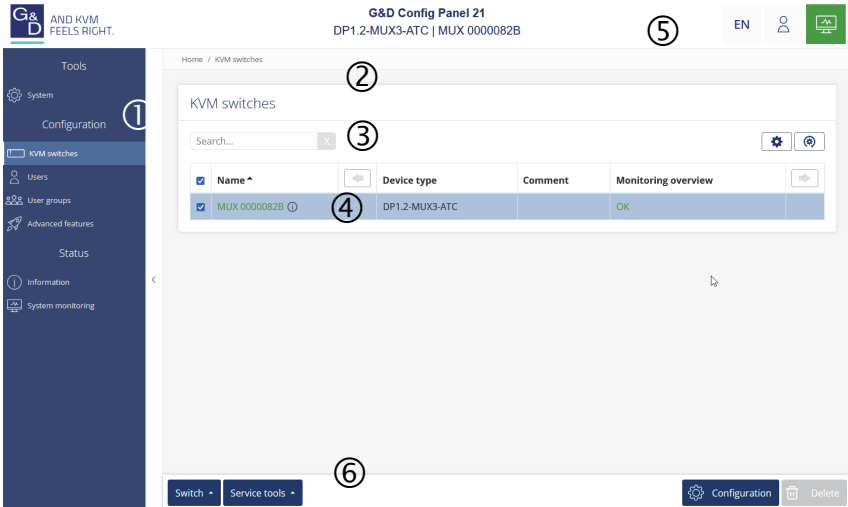 G& D
AND KVM
FEELS RIGHT.
G&D Config Panel 21
DP1.2-MUX3-ATC | MUX 0000082B
⑤
EN
Tools
System
①
Configuration
KVM switches
Users
User groups
Advanced features
Status
Information
System monitoring
Home / KVM switches
②
KVM switches
Search...
X
③
Name
Device type
Comment
Monitoring overview
MUX 0000082B
④
DP1.2-MUX3-ATC
OK
⑥
Switch
Service tools
Configuration
Delete